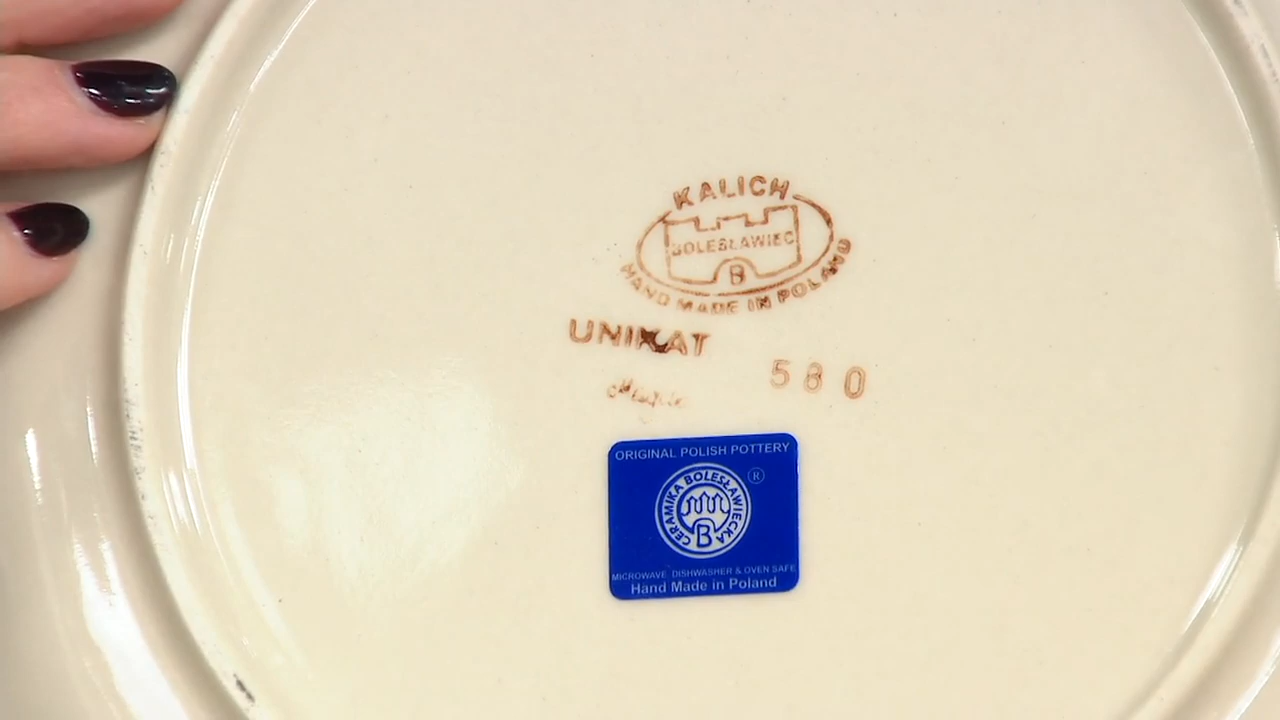 KALICH
BOLESŁAWIEC
B
HAND MADE IN POLAND
UNIKAT
580
ORIGINAL POLISH POTTERY
®
CERAMIKA BOLESŁAWIECKA
B
MICROWAVE DISHWASHER & OVEN SAFE
Hand Made in Poland